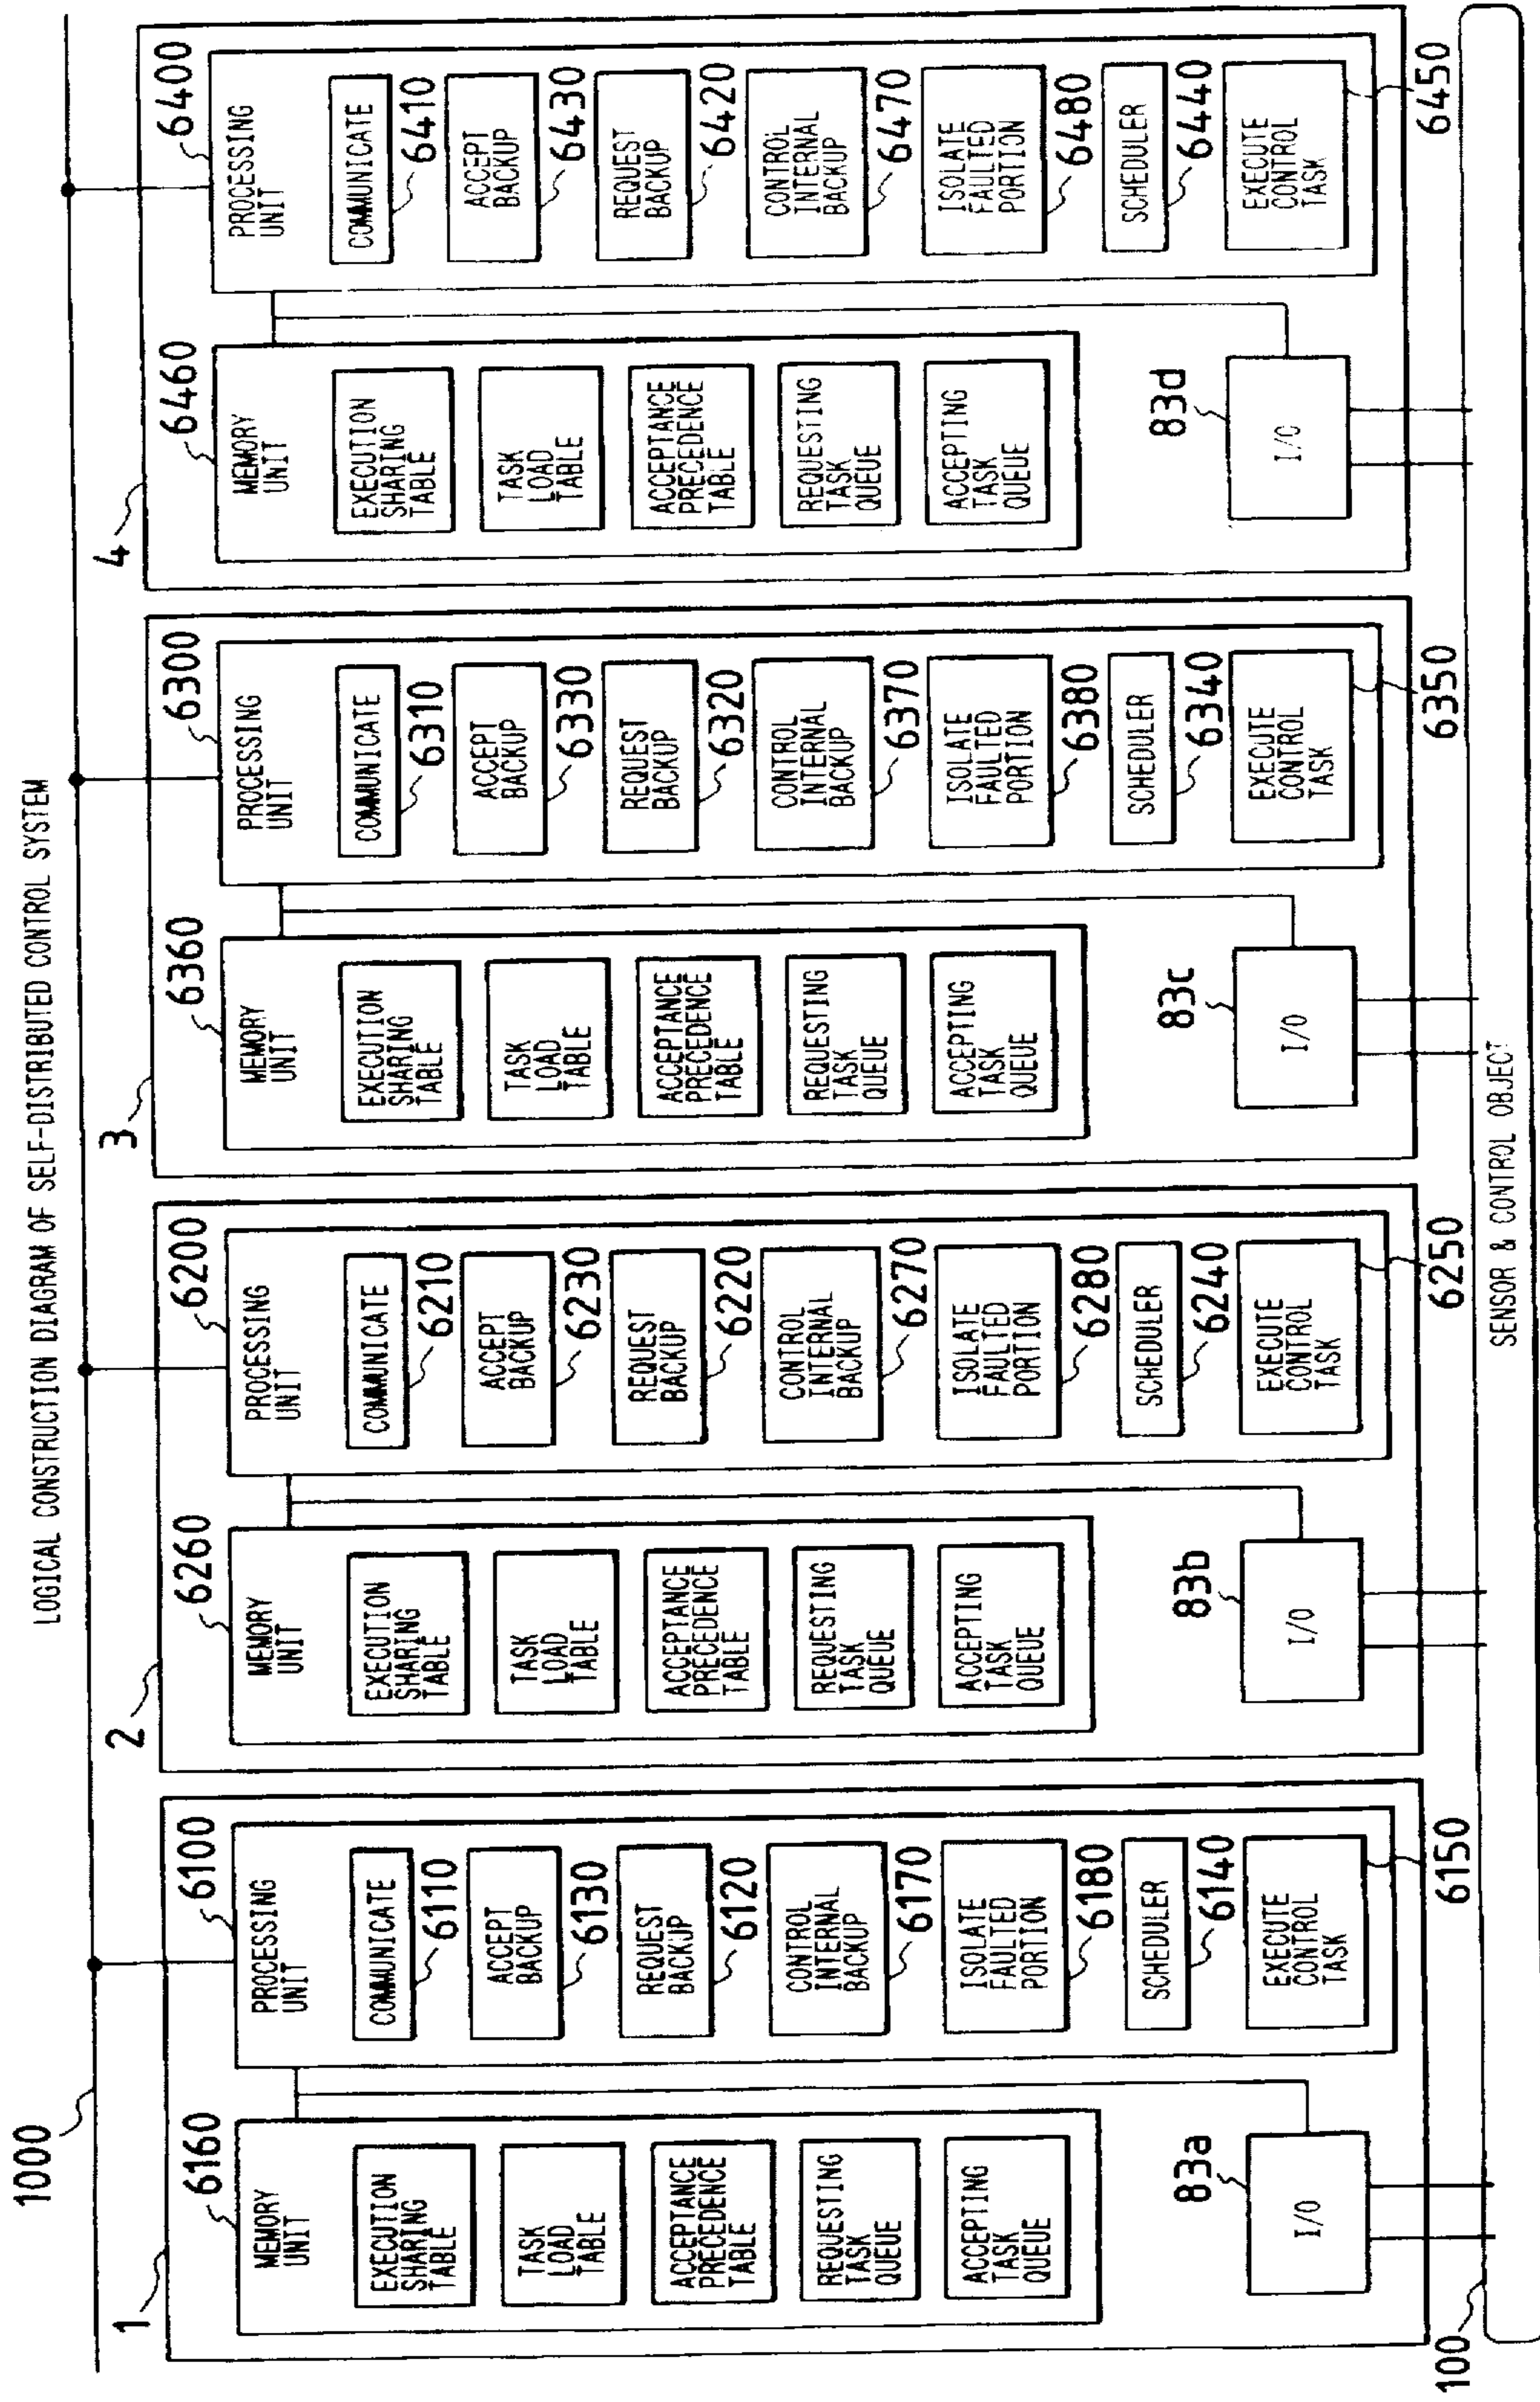 LOGICAL CONSTRUCTION DIAGRAM OF SELF-DISTRIBUTED CONTROL SYSTEM
1000
1
6160
MEMORY
UNIT
EXECUTION
SHARING
TABLE
TASK
LOAD
TABLE
ACCEPTANCE
PRECEDENCE
TABLE
REQUESTING
TASK
QUEUE
ACCEPTING
TASK
QUEUE
83a
I/O
6100
PROCESSING
UNIT
COMMUNICATE
6110
ACCEPT
BACKUP
6130
REQUEST
BACKUP
6120
CONTROL
INTERNAL
BACKUP
6170
ISOLATE
FAULTED
PORTION
6180
SCHEDULER
6140
EXECUTE
CONTROL
TASK
6150
2
6260
MEMORY
UNIT
EXECUTION
SHARING
TABLE
TASK
LOAD
TABLE
ACCEPTANCE
PRECEDENCE
TABLE
REQUESTING
TASK
QUEUE
ACCEPTING
TASK
QUEUE
83b
I/O
6200
PROCESSING
UNIT
COMMUNICATE
6210
ACCEPT
BACKUP
6230
REQUEST
BACKUP
6220
CONTROL
INTERNAL
BACKUP
6270
ISOLATE
FAULTED
PORTION
6280
SCHEDULER
6240
EXECUTE
CONTROL
TASK
6250
3
6360
MEMORY
UNIT
EXECUTION
SHARING
TABLE
TASK
LOAD
TABLE
ACCEPTANCE
PRECEDENCE
TABLE
REQUESTING
TASK
QUEUE
ACCEPTING
TASK
QUEUE
83c
I/O
6300
PROCESSING
UNIT
COMMUNICATE
6310
ACCEPT
BACKUP
6330
REQUEST
BACKUP
6320
CONTROL
INTERNAL
BACKUP
6370
ISOLATE
FAULTED
PORTION
6380
SCHEDULER
6340
EXECUTE
CONTROL
TASK
6350
4
6460
MEMORY
UNIT
EXECUTION
SHARING
TABLE
TASK
LOAD
TABLE
ACCEPTANCE
PRECEDENCE
TABLE
REQUESTING
TASK
QUEUE
ACCEPTING
TASK
QUEUE
83d
I/O
6400
PROCESSING
UNIT
COMMUNICATE
6410
ACCEPT
BACKUP
6430
REQUEST
BACKUP
6420
CONTROL
INTERNAL
BACKUP
6470
ISOLATE
FAULTED
PORTION
6480
SCHEDULER
6440
EXECUTE
CONTROL
TASK
6450
100
SENSOR & CONTROL OBJECT